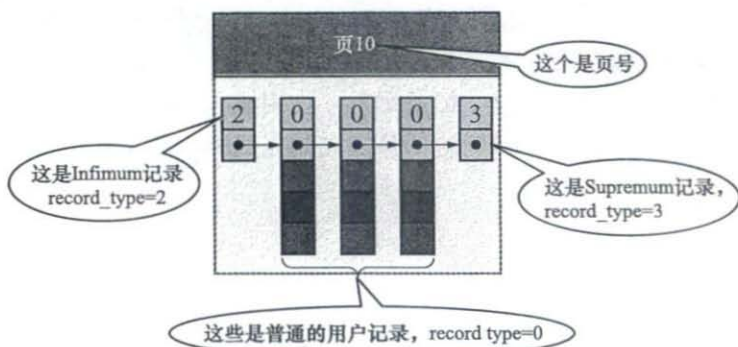 页10
这个是页号
2 0 0 0 3
这是Infimum记录
record_type=2
这是Supremum记录，
record_type=3
这些是普通的用户记录，record type=0